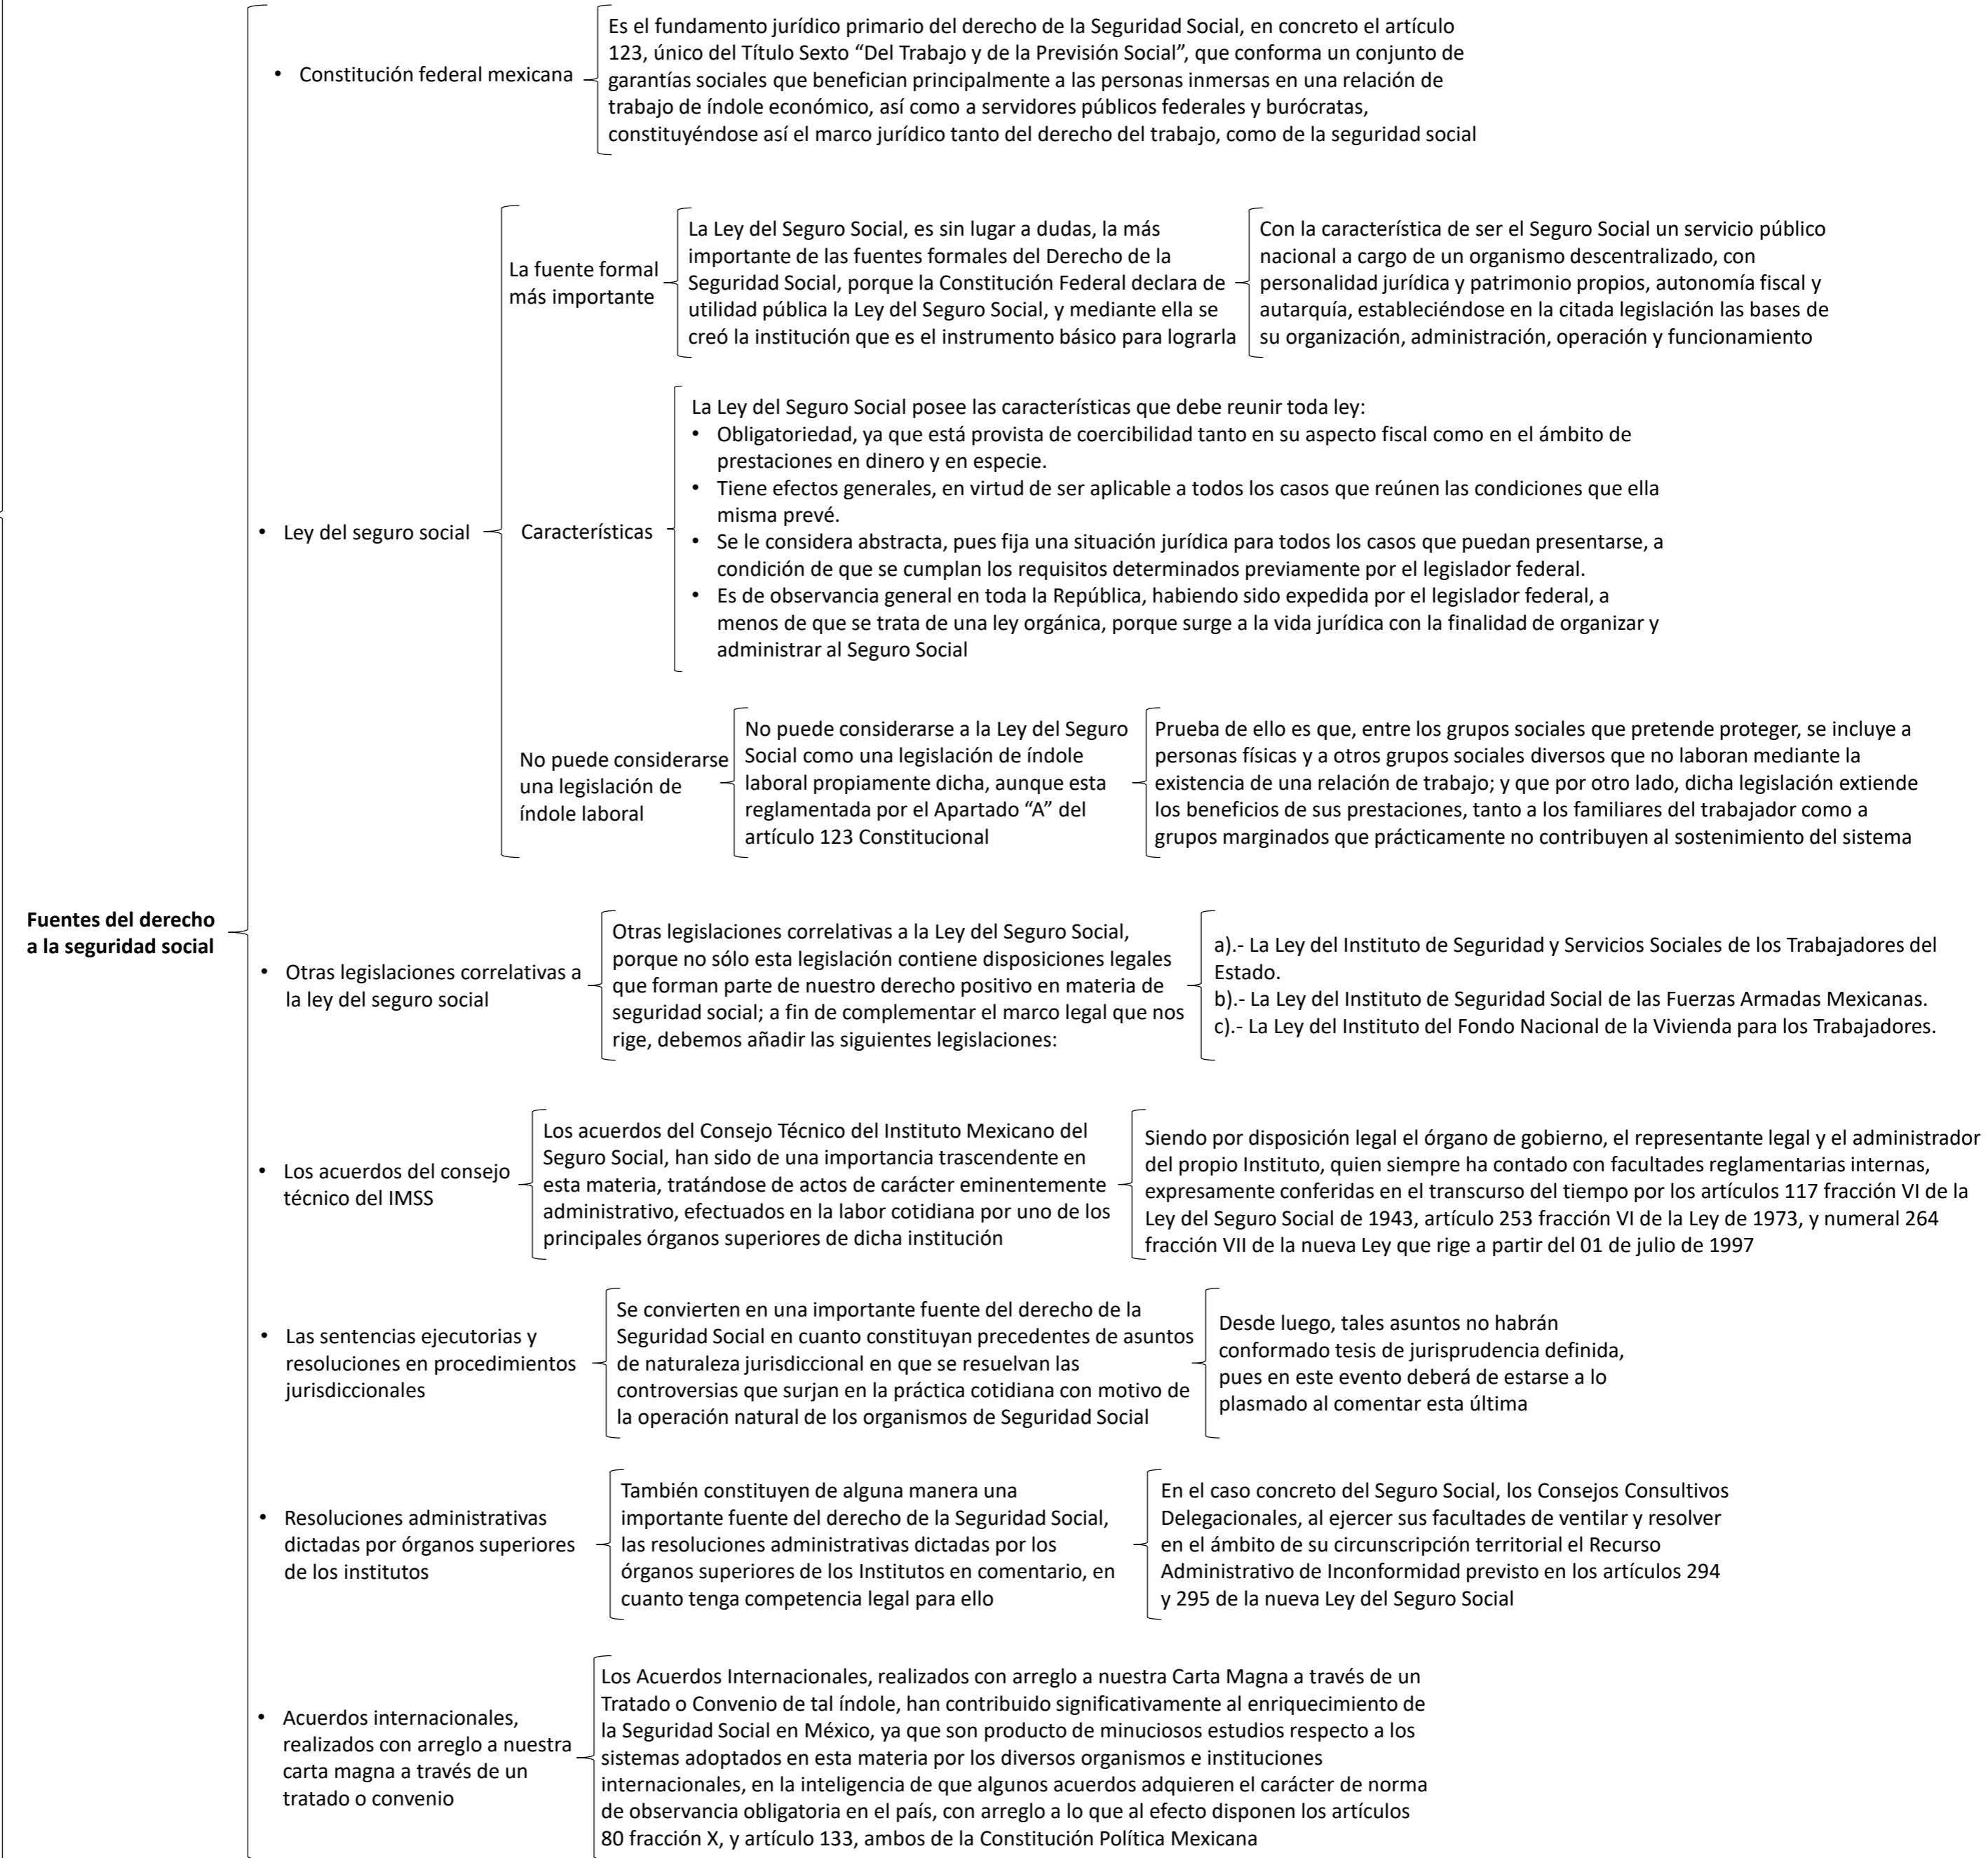 Fuentes del derecho
a la seguridad social
• Constitución federal mexicana
Es el fundamento jurídico primario del derecho de la Seguridad Social, en concreto el artículo
123, único del Título Sexto “Del Trabajo y de la Previsión Social”, que conforma un conjunto de
garantías sociales que benefician principalmente a las personas inmersas en una relación de
trabajo de índole económico, así como a servidores públicos federales y burócratas,
constituyéndose así el marco jurídico tanto del derecho del trabajo, como de la seguridad social
• Ley del seguro social
La fuente formal
más importante
La Ley del Seguro Social, es sin lugar a dudas, la más
importante de las fuentes formales del Derecho de la
Seguridad Social, porque la Constitución Federal declara de
utilidad pública la Ley del Seguro Social, y mediante ella se
creó la institución que es el instrumento básico para lograrla
Con la característica de ser el Seguro Social un servicio público
nacional a cargo de un organismo descentralizado, con
personalidad jurídica y patrimonio propios, autonomía fiscal y
autarquía, estableciéndose en la citada legislación las bases de
su organización, administración, operación y funcionamiento
Características
La Ley del Seguro Social posee las características que debe reunir toda ley:
• Obligatoriedad, ya que está provista de coercibilidad tanto en su aspecto fiscal como en el ámbito de
prestaciones en dinero y en especie.
• Tiene efectos generales, en virtud de ser aplicable a todos los casos que reúnen las condiciones que ella
misma prevé.
• Se le considera abstracta, pues fija una situación jurídica para todos los casos que puedan presentarse, a
condición de que se cumplan los requisitos determinados previamente por el legislador federal.
• Es de observancia general en toda la República, habiendo sido expedida por el legislador federal, a
menos de que se trata de una ley orgánica, porque surge a la vida jurídica con la finalidad de organizar y
administrar al Seguro Social
No puede considerarse
una legislación de
índole laboral
No puede considerarse a la Ley del Seguro
Social como una legislación de índole
laboral propiamente dicha, aunque esta
reglamentada por el Apartado “A” del
artículo 123 Constitucional
Prueba de ello es que, entre los grupos sociales que pretende proteger, se incluye a
personas físicas y a otros grupos sociales diversos que no laboran mediante la
existencia de una relación de trabajo; y que por otro lado, dicha legislación extiende
los beneficios de sus prestaciones, tanto a los familiares del trabajador como a
grupos marginados que prácticamente no contribuyen al sostenimiento del sistema
• Otras legislaciones correlativas a
la ley del seguro social
Otras legislaciones correlativas a la Ley del Seguro Social,
porque no sólo esta legislación contiene disposiciones legales
que forman parte de nuestro derecho positivo en materia de
seguridad social; a fin de complementar el marco legal que nos
rige, debemos añadir las siguientes legislaciones:
a).- La Ley del Instituto de Seguridad y Servicios Sociales de los Trabajadores del
Estado.
b).- La Ley del Instituto de Seguridad Social de las Fuerzas Armadas Mexicanas.
c).- La Ley del Instituto del Fondo Nacional de la Vivienda para los Trabajadores.
• Los acuerdos del consejo
técnico del IMSS
Los acuerdos del Consejo Técnico del Instituto Mexicano del
Seguro Social, han sido de una importancia trascendente en
esta materia, tratándose de actos de carácter eminentemente
administrativo, efectuados en la labor cotidiana por uno de los
principales órganos superiores de dicha institución
Siendo por disposición legal el órgano de gobierno, el representante legal y el administrador
del propio Instituto, quien siempre ha contado con facultades reglamentarias internas,
expresamente conferidas en el transcurso del tiempo por los artículos 117 fracción VI de la
Ley del Seguro Social de 1943, artículo 253 fracción VI de la Ley de 1973, y numeral 264
fracción VII de la nueva Ley que rige a partir del 01 de julio de 1997
• Las sentencias ejecutorias y
resoluciones en procedimientos
jurisdiccionales
Se convierten en una importante fuente del derecho de la
Seguridad Social en cuanto constituyan precedentes de asuntos
de naturaleza jurisdiccional en que se resuelvan las
controversias que surjan en la práctica cotidiana con motivo de
la operación natural de los organismos de Seguridad Social
Desde luego, tales asuntos no habrán
conformado tesis de jurisprudencia definida,
pues en este evento deberá de estarse a lo
plasmado al comentar esta última
• Resoluciones administrativas
dictadas por órganos superiores
de los institutos
También constituyen de alguna manera una
importante fuente del derecho de la Seguridad Social,
las resoluciones administrativas dictadas por los
órganos superiores de los Institutos en comentario, en
cuanto tenga competencia legal para ello
En el caso concreto del Seguro Social, los Consejos Consultivos
Delegacionales, al ejercer sus facultades de ventilar y resolver
en el ámbito de su circunscripción territorial el Recurso
Administrativo de Inconformidad previsto en los artículos 294
y 295 de la nueva Ley del Seguro Social
• Acuerdos internacionales,
realizados con arreglo a nuestra
carta magna a través de un
tratado o convenio
Los Acuerdos Internacionales, realizados con arreglo a nuestra Carta Magna a través de un
Tratado o Convenio de tal índole, han contribuido significativamente al enriquecimiento de
la Seguridad Social en México, ya que son producto de minuciosos estudios respecto a los
sistemas adoptados en esta materia por los diversos organismos e instituciones
internacionales, en la inteligencia de que algunos acuerdos adquieren el carácter de norma
de observancia obligatoria en el país, con arreglo a lo que al efecto disponen los artículos
80 fracción X, y artículo 133, ambos de la Constitución Política Mexicana